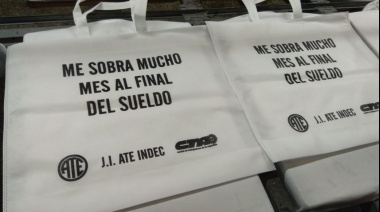 ME SOBRA MUCHO
MES AL FINAL
DEL SUELDO
ATE
J.I. ATE INDEC
ME SOBRA MUCHO
MES AL FINAL
DEL SUELDO
ATE
J.I. ATE INDEC